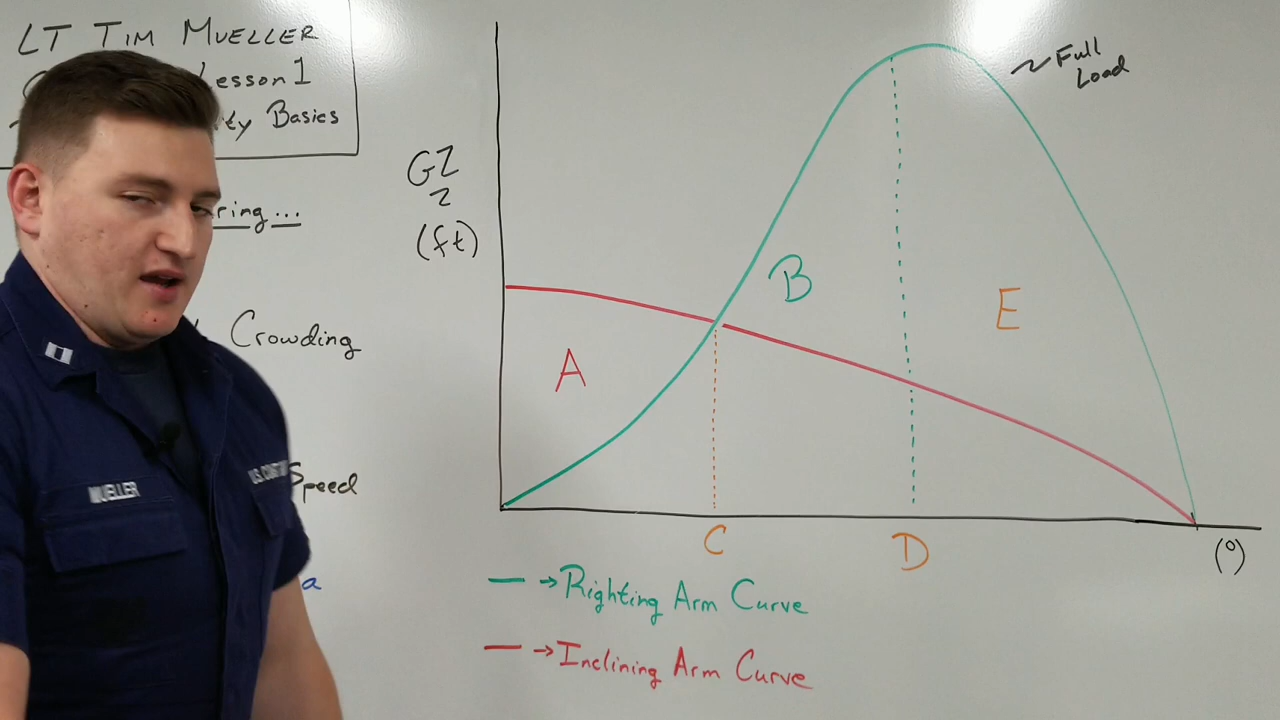 LT TIM MUELLER
Lesson 1
Basics
ring...
Crowding
Speed
a
MUELLER
GZ
(ft)
Full
Load
A
B
E
C
D
(°)
→ Righting Arm Curve
→ Inclining Arm Curve